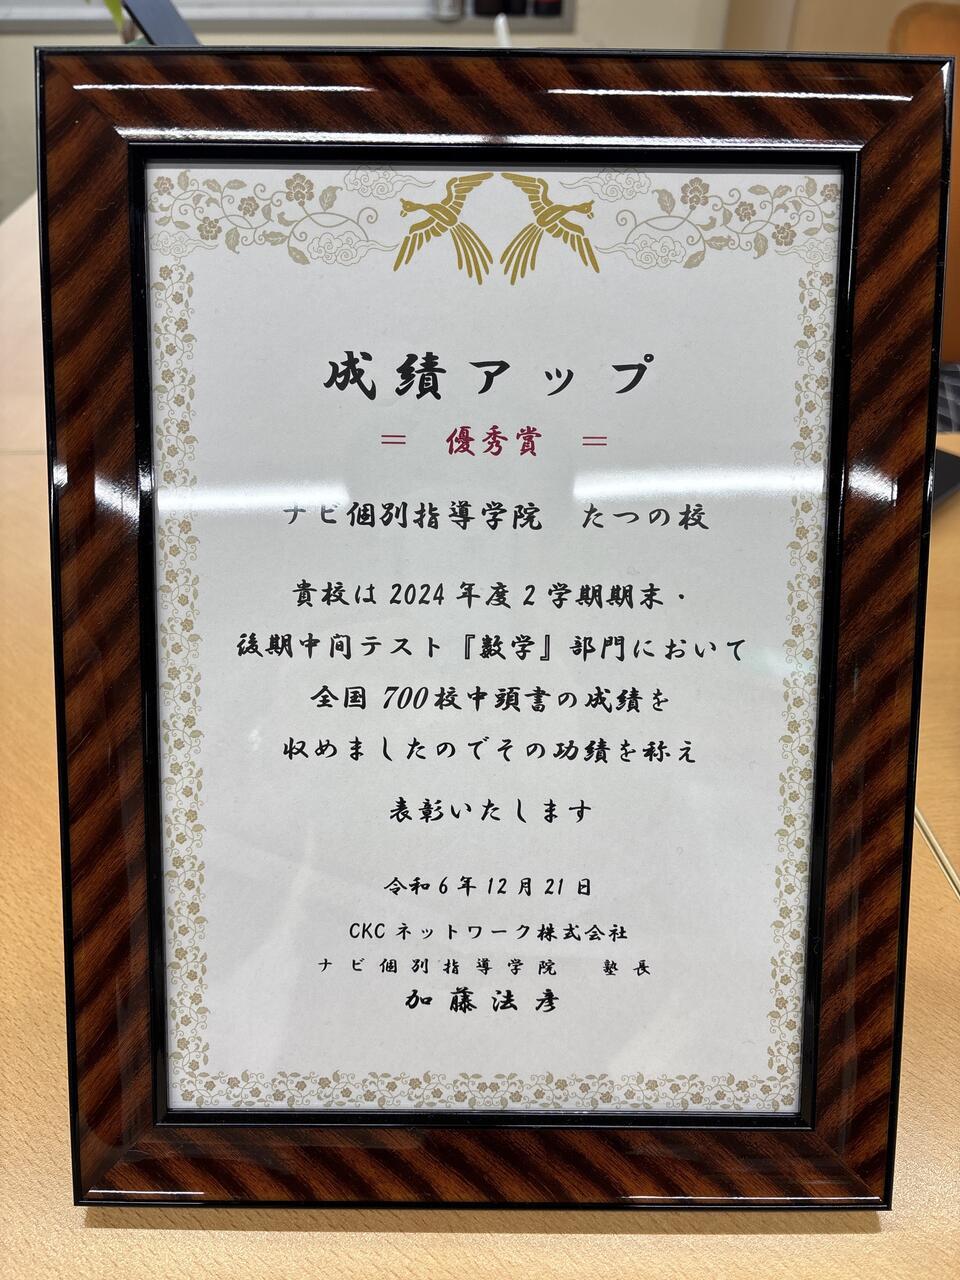 成績アップ
＝ 優秀賞 ＝
ナビ個別指導学院 たつの校
貴校は2024年度2学期期末・
後期中間テスト『数学』部門において
全国700校中頭書の成績を
収めましたのでその功績を称え
表彰いたします
令和6年12月21日
CKCネットワーク株式会社
ナビ個別指導学院 塾長
加藤法彦